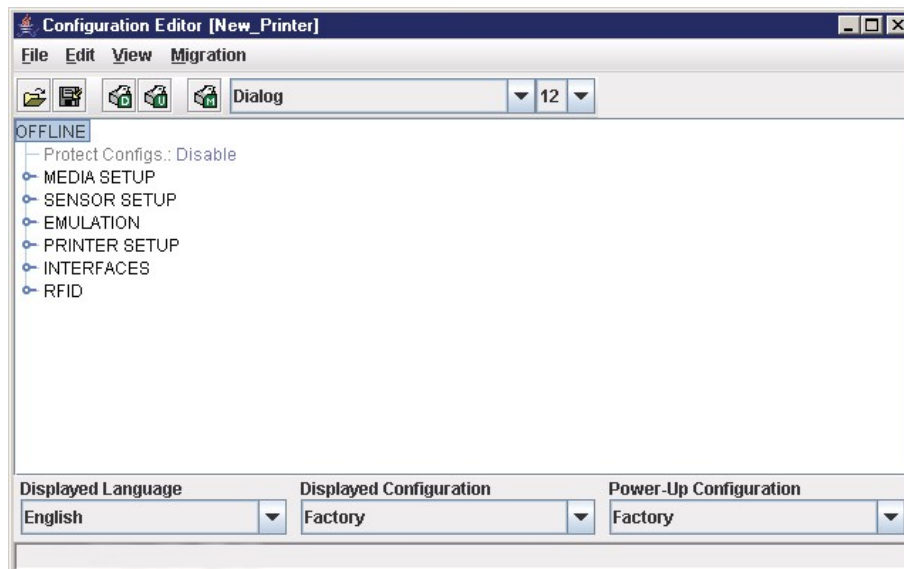 Configuration Editor [New_Printer]
File Edit View Migration
D U M Dialog 12
OFFLINE
Protect Configs.: Disable
MEDIA SETUP
SENSOR SETUP
EMULATION
PRINTER SETUP
INTERFACES
RFID
Displayed Language Displayed Configuration Power-Up Configuration
English Factory Factory